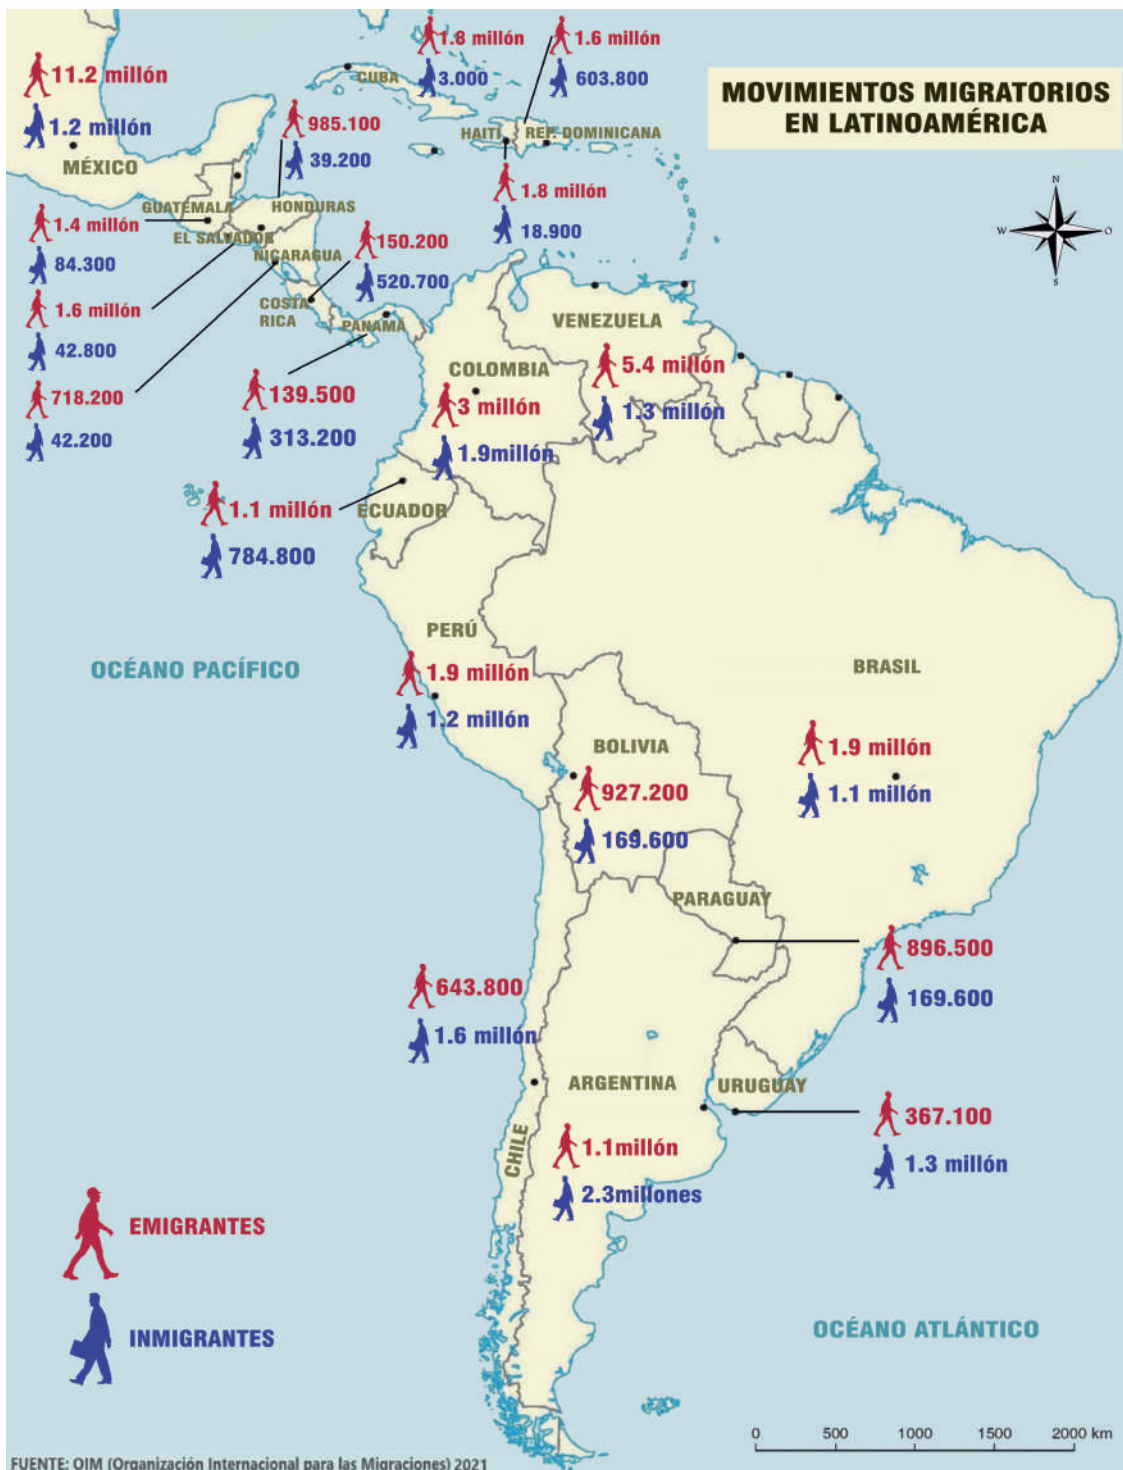 MOVIMIENTOS MIGRATORIOS
EN LATINOAMÉRICA
11.2 millón
1.2 millón
MÉXICO
1.8 millón
3.000
CUBA
1.6 millón
603.800
HAITI
REP. DOMINICANA
1.8 millón
18.900
985.100
39.200
GUATEMALA
HONDURAS
EL SALVADOR
NICARAGUA
1.4 millón
84.300
1.6 millón
42.800
718.200
42.200
150.200
520.700
COSTA
RICA
PANAMÁ
139.500
313.200
N
W
O
S
VENEZUELA
5.4 millón
1.3 millón
COLOMBIA
3 millón
1.9millón
1.1 millón
784.800
ECUADOR
PERÚ
1.9 millón
1.2 millón
OCÉANO PACÍFICO
BRASIL
1.9 millón
1.1 millón
BOLIVIA
927.200
169.600
PARAGUAY
896.500
169.600
643.800
1.6 millón
CHILE
ARGENTINA
1.1millón
2.3millones
URUGUAY
367.100
1.3 millón
EMIGRANTES
INMIGRANTES
OCÉANO ATLÁNTICO
0 500 1000 1500 2000 km
FUENTE: OIM (Organización Internacional para las Migraciones) 2021